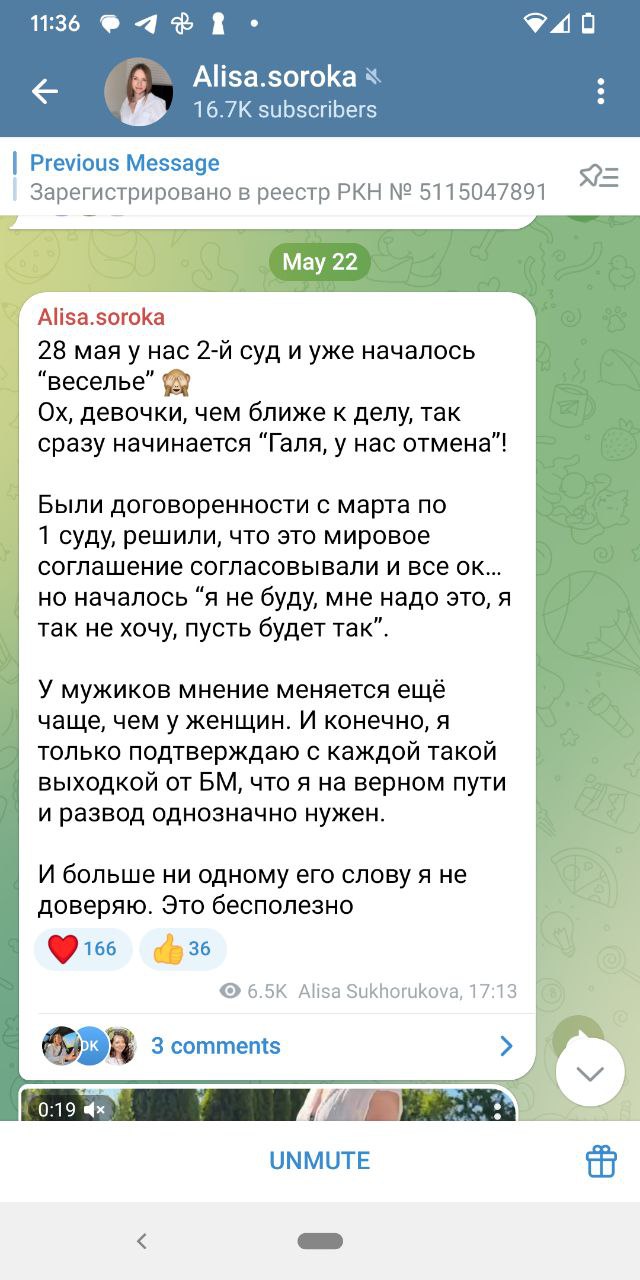 11:36
Alisa.soroka
16.7K subscribers
Previous Message
Зарегистрировано в реестр РКН № 5115047891
May 22
Alisa.soroka
28 мая у нас 2-й суд и уже началось
“веселье” 🙈
Ох, девочки, чем ближе к делу, так
сразу начинается “Галя, у нас отмена”!
Были договоренности с марта по
1 суду, решили, что это мировое
соглашение согласовывали и все ок...
но началось “я не буду, мне надо это, я
так не хочу, пусть будет так”.
У мужиков мнение меняется ещё
чаще, чем у женщин. И конечно, я
только подтверждаю с каждой такой
выходкой от БМ, что я на верном пути
и развод однозначно нужен.
И больше ни одному его слову я не
доверяю. Это бесполезно
❤️ 166 👍 36
6.5K Alisa Sukhorukova, 17:13
DK 3 comments
0:19
UNMUTE